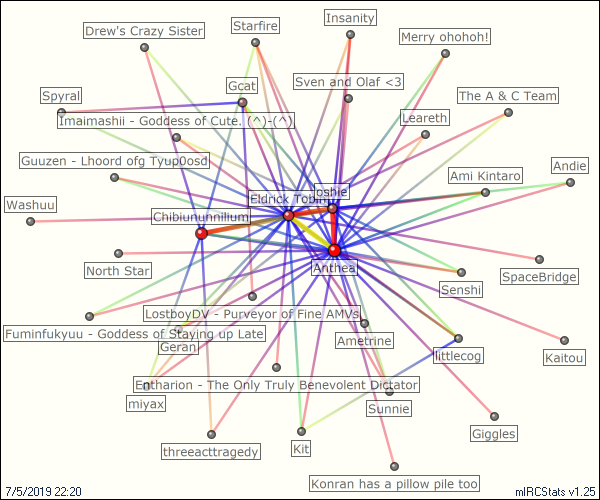 Insanity
Starfire
Drew's Crazy Sister
Merry ohohoh!
Gcat
Sven and Olaf <3
Spyral
The A & C Team
Imaimashii - Goddess of Cute. (^)-(^)
Leareth
Guuzen - Lhoord ofg Tyup0osd
Andie
Ami Kintaro
Eldrick Tobin
oshie
Washuu
Chibiununnilium
Antheal
North Star
SpaceBridge
Senshi
LostboyDV - Purveyor of Fine AMVs
Fuminfukyuu - Goddess of Staying up Late
Ametrine
Geran
littlecog
Kaitou
Entharion - The Only Truly Benevolent Dictator
miyax
Sunnie
Giggles
threeacttragedy
Kit
Konran has a pillow pile too
7/5/2019 22:20
mIRCStats v1.25